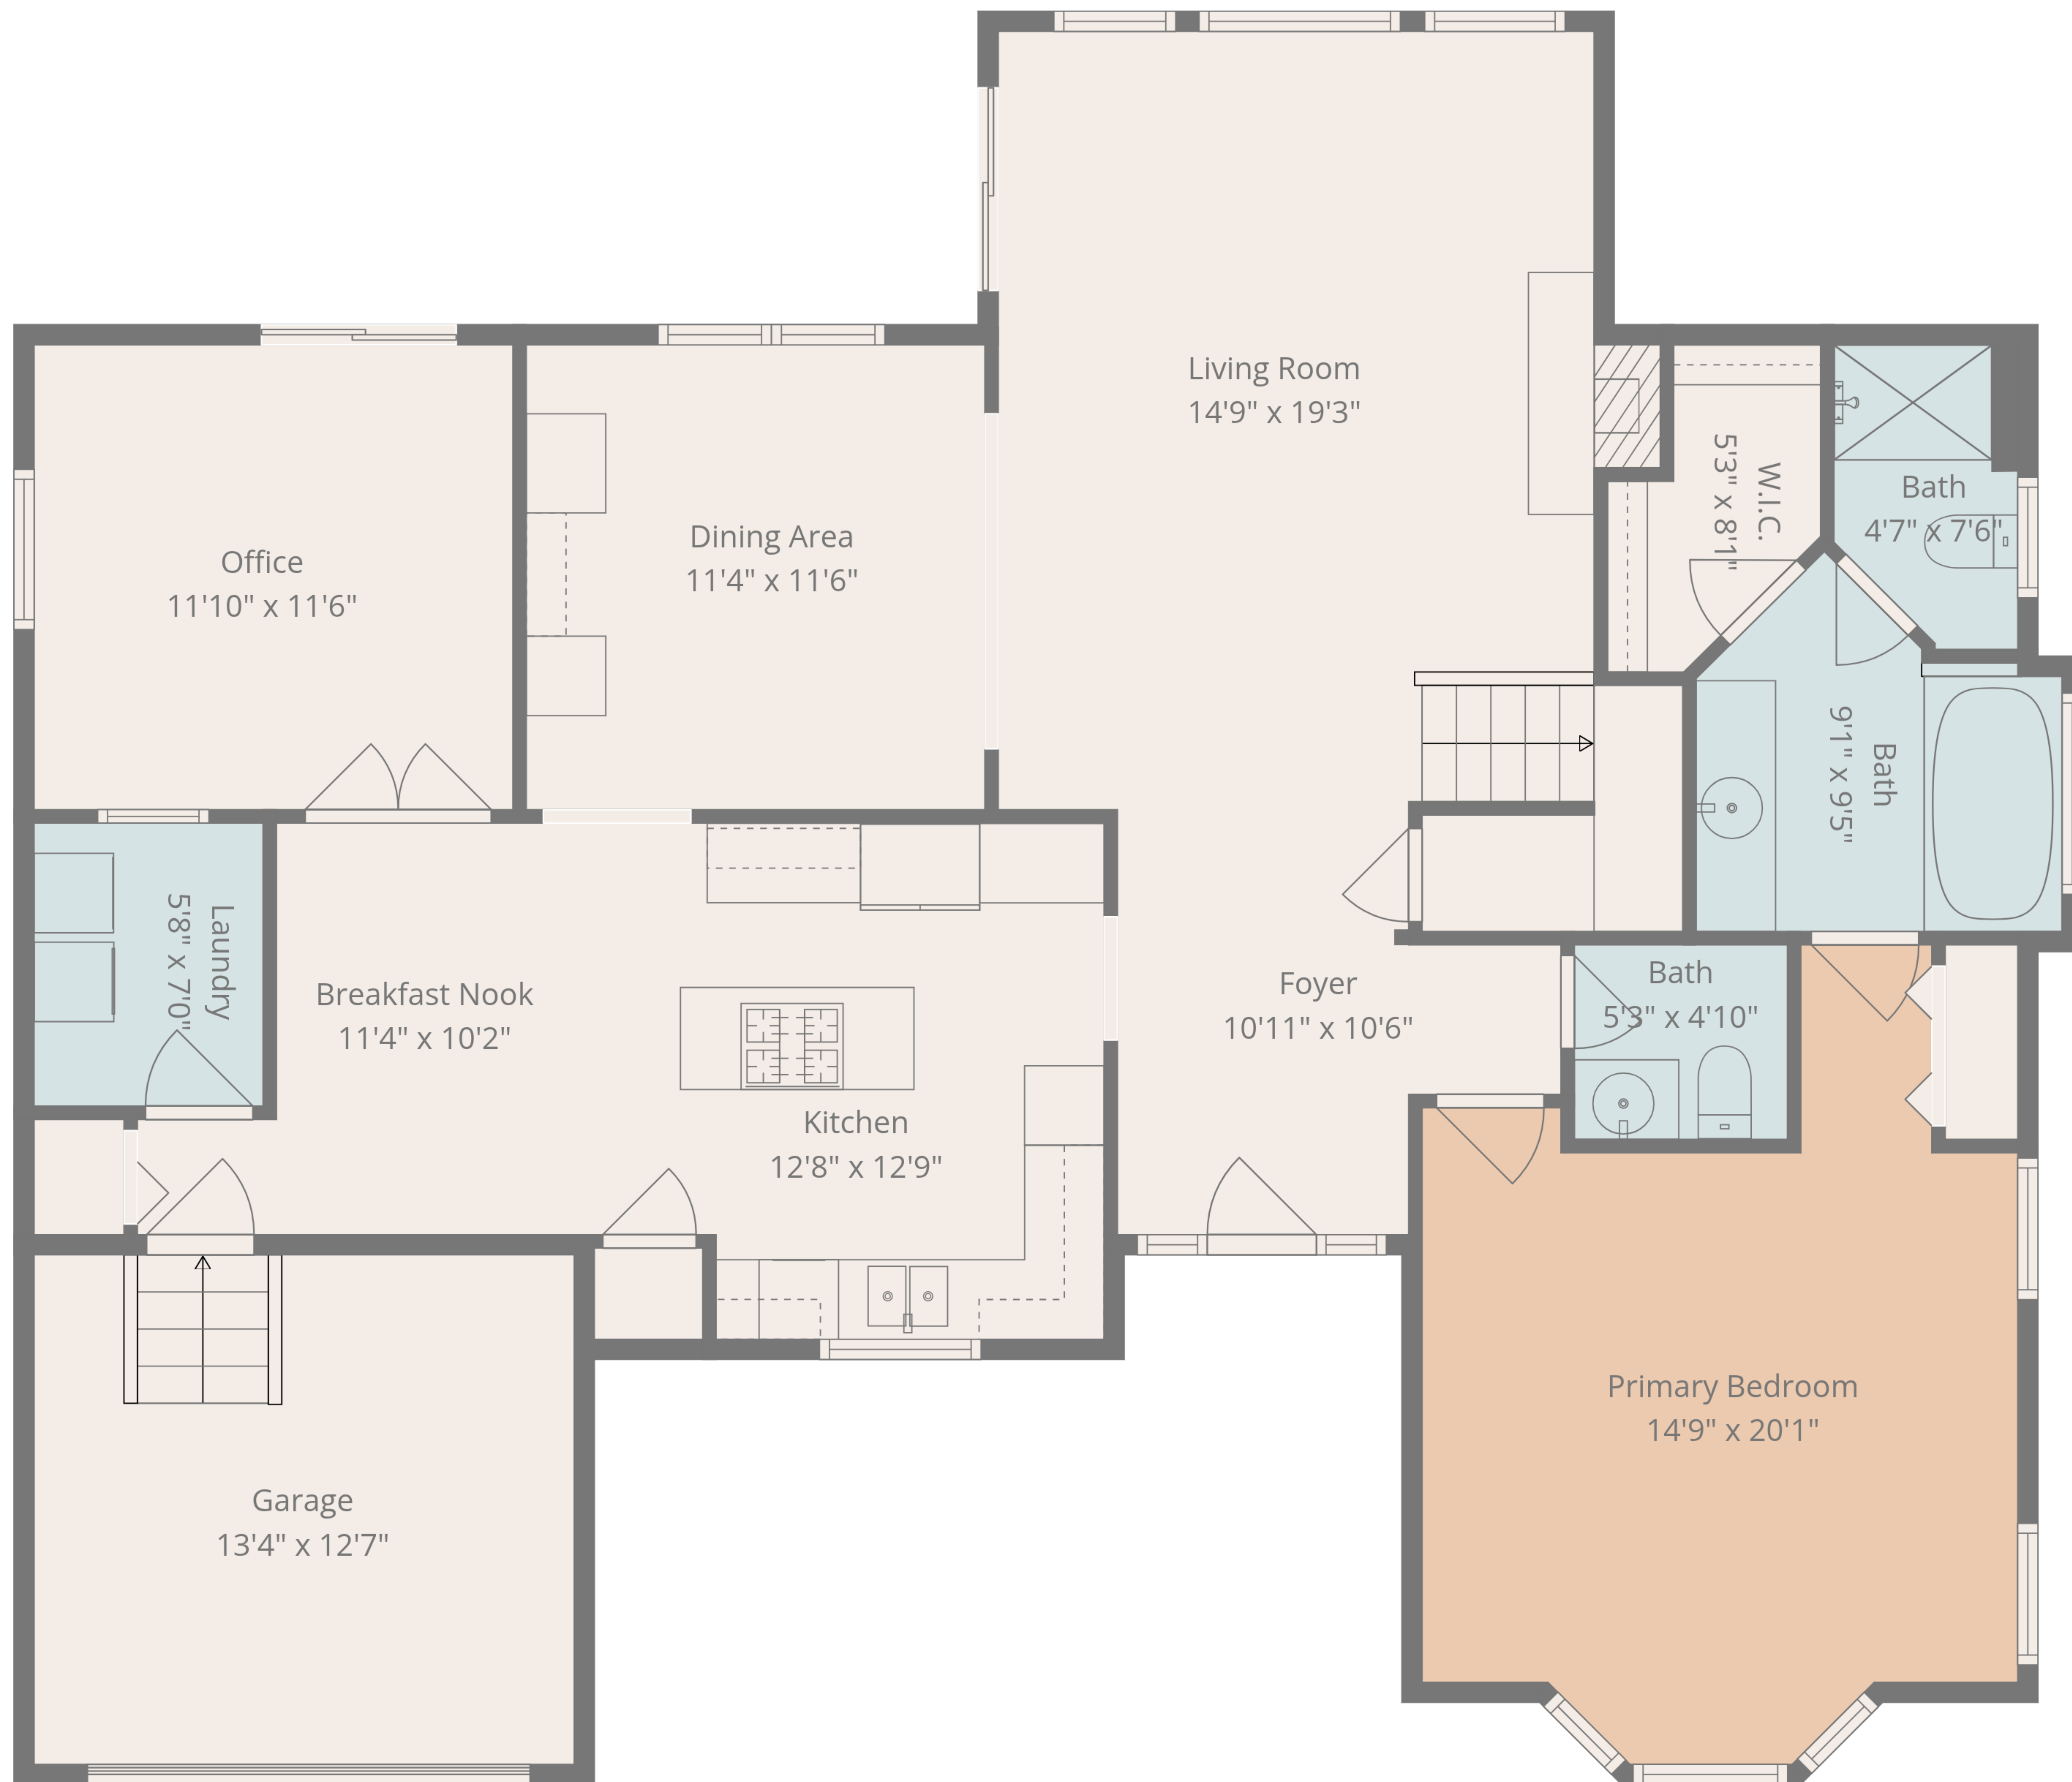 Living Room
14'9" x 19'3"
W.I.C.
5'3" x 8'1"
Bath
4'7" x 7'6"
Office
11'10" x 11'6"
Dining Area
11'4" x 11'6"
Bath
9'1" x 9'5"
Laundry
5'8" x 7'0"
Breakfast Nook
11'4" x 10'2"
Foyer
10'11" x 10'6"
Bath
5'3" x 4'10"
Kitchen
12'8" x 12'9"
Primary Bedroom
14'9" x 20'1"
Garage
13'4" x 12'7"